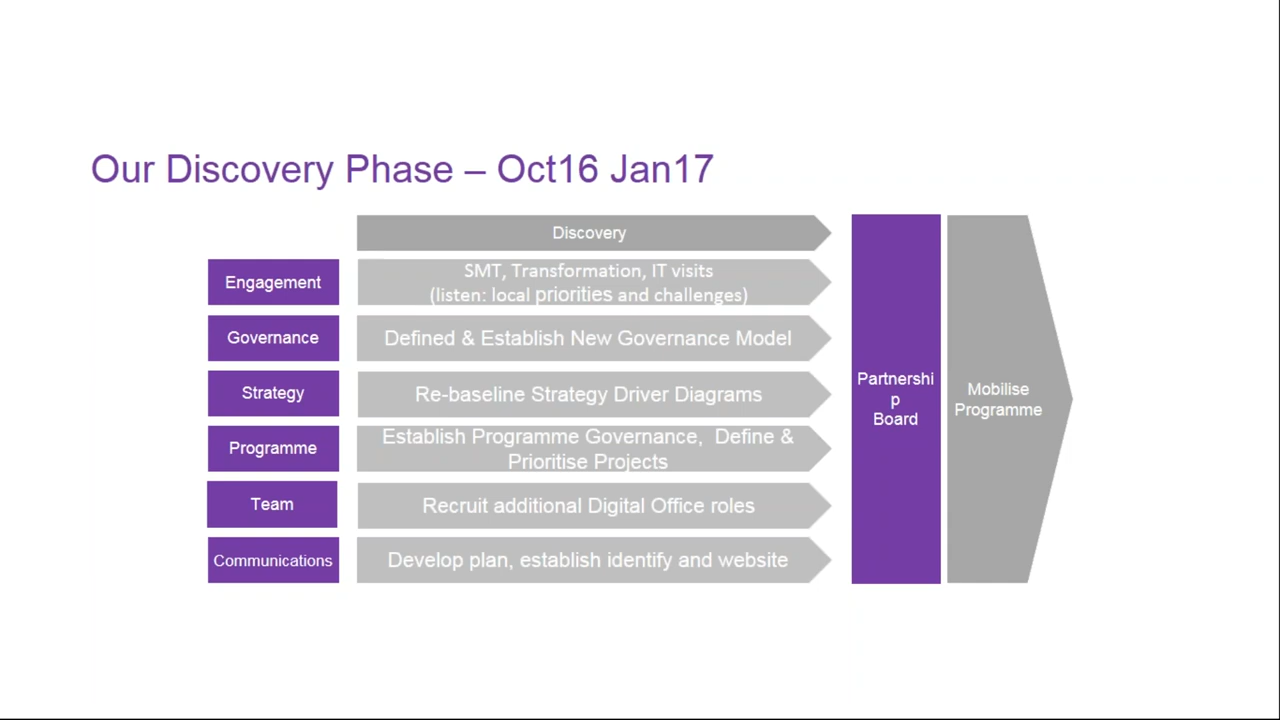 Our Discovery Phase – Oct16 Jan17
Discovery
Engagement
SMT, Transformation, IT visits
(listen: local priorities and challenges)
Governance
Defined & Establish New Governance Model
Strategy
Re-baseline Strategy Driver Diagrams
Programme
Establish Programme Governance, Define &
Prioritise Projects
Team
Recruit additional Digital Office roles
Communications
Develop plan, establish identify and website
Partnershi
p
Board
Mobilise
Programme